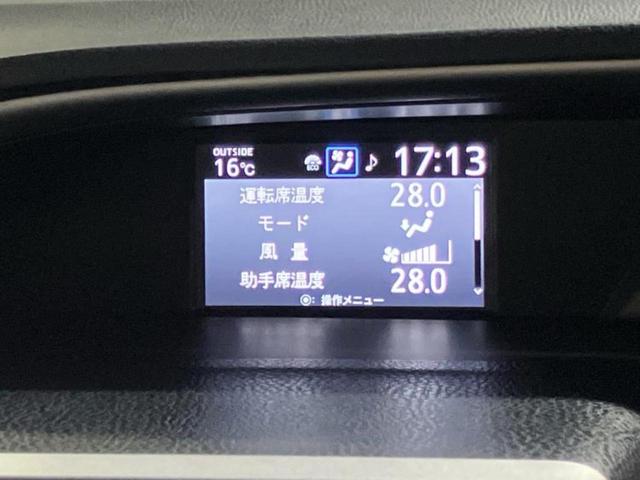 OUTSIDE
16℃ ECO ♪ 17:13
運転席温度 28.0
モード
風 量
助手席温度 28.0
◉: 操作メニュー